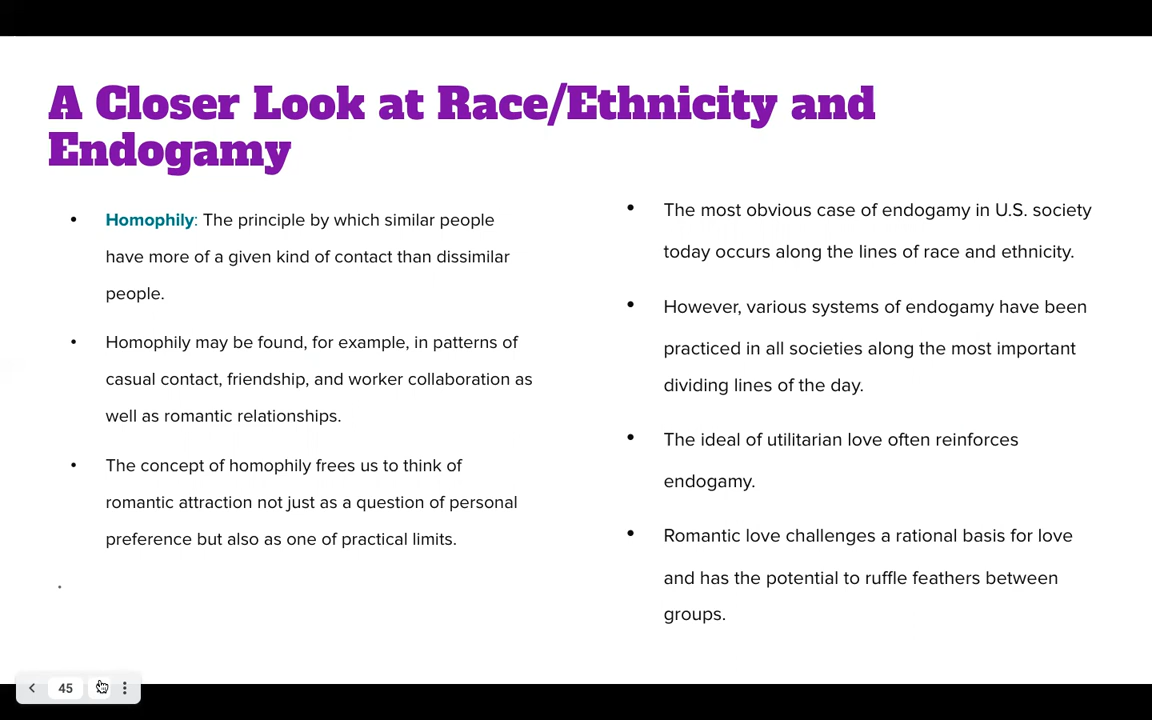 A Closer Look at Race/Ethnicity and
Endogamy
• Homophily: The principle by which similar people
have more of a given kind of contact than dissimilar
people.
• Homophily may be found, for example, in patterns of
casual contact, friendship, and worker collaboration as
well as romantic relationships.
• The concept of homophily frees us to think of
romantic attraction not just as a question of personal
preference but also as one of practical limits.
• The most obvious case of endogamy in U.S. society
today occurs along the lines of race and ethnicity.
• However, various systems of endogamy have been
practiced in all societies along the most important
dividing lines of the day.
• The ideal of utilitarian love often reinforces
endogamy.
• Romantic love challenges a rational basis for love
and has the potential to ruffle feathers between
groups.
45